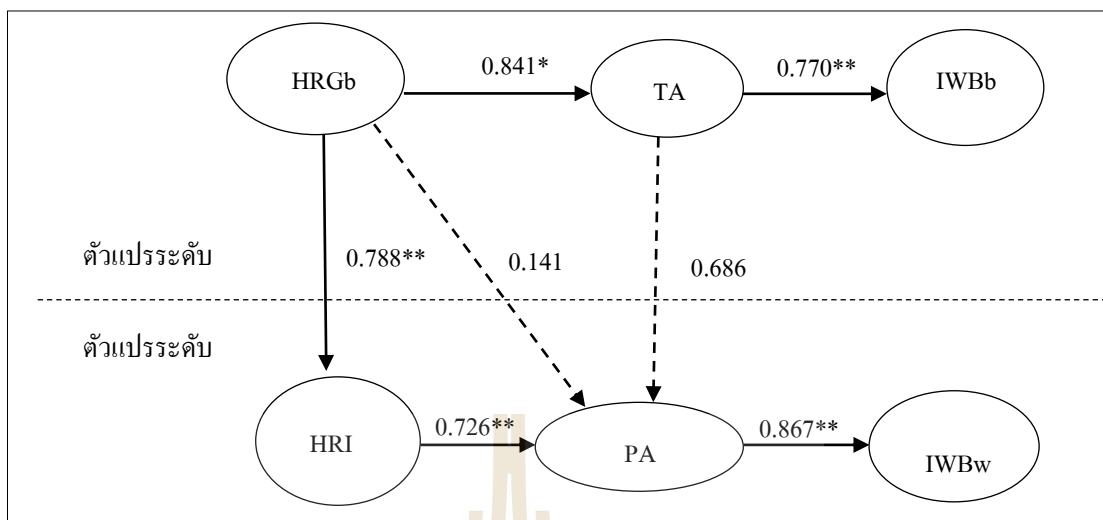 HRGb
0.841*
TA
0.770**
IWBb
ตัวแปรระดับ
0.788**
0.141
0.686
ตัวแปรระดับ
HRI
0.726**
PA
0.867**
IWBw